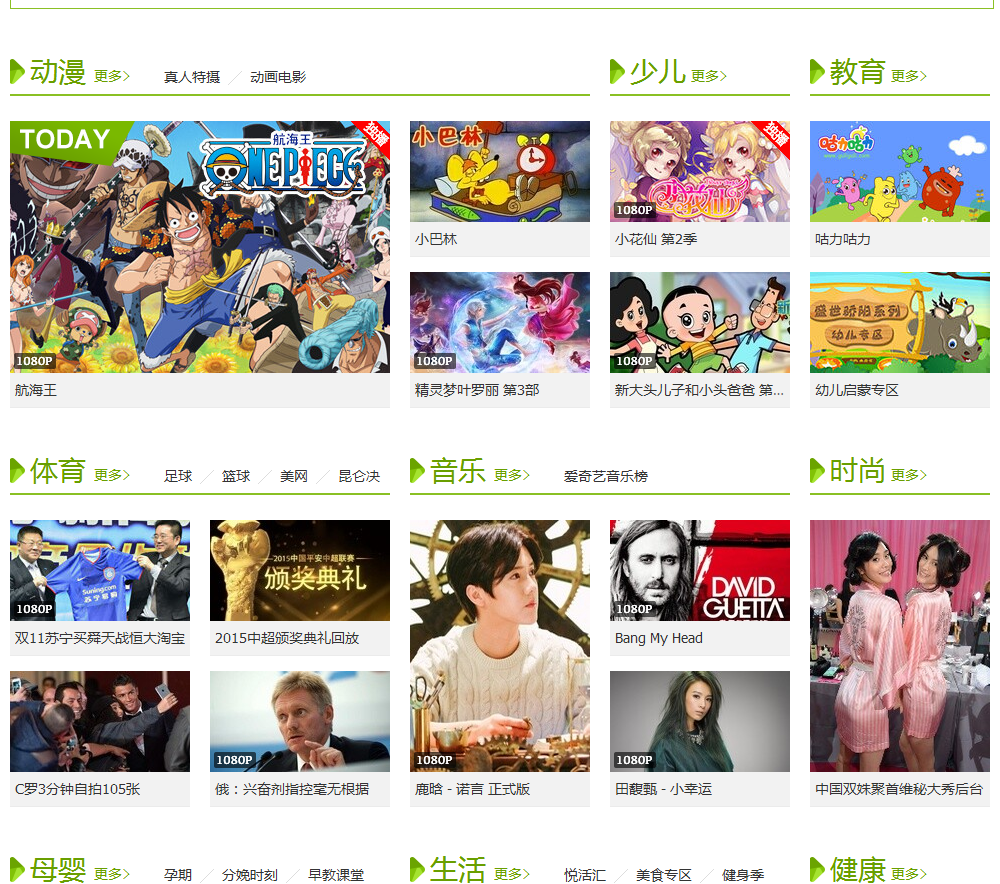 动漫 更多> 真人特摄 / 动画电影
少儿 更多>
教育 更多>
TODAY
航海王
ONE PIECE
独播
1080P
航海王
小巴林
小巴林
独播
小花仙
1080P
小花仙 第2季
咕力咕力
咕力咕力
1080P
精灵梦叶罗丽 第3部
1080P
新大头儿子和小头爸爸 第...
盛世骄阳系列
幼儿专区
幼儿启蒙专区
体育 更多> 足球 / 篮球 / 美网 / 昆仑决
音乐 更多> 爱奇艺音乐榜
时尚 更多>
Suning.com
苏宁易购
1080P
双11苏宁买舜天战恒大淘宝
2015中国平安中超联赛
颁奖典礼
2015中超颁奖典礼回放
1080P
鹿晗 - 诺言 正式版
DAVID
GUETTA
1080P
Bang My Head
C罗3分钟自拍105张
1080P
俄：兴奋剂指控毫无根据
1080P
田馥甄 - 小幸运
中国双姝聚首维秘大秀后台
母婴 更多> 孕期 / 分娩时刻 / 早教课堂
生活 更多> 悦活汇 / 美食专区 / 健身季
健康 更多>